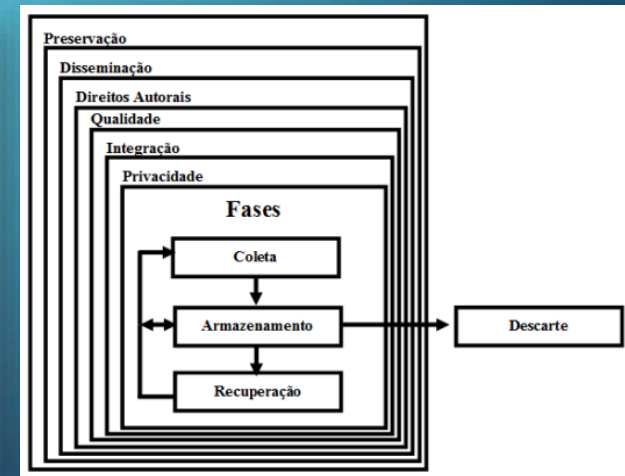 Preservação
Disseminação
Direitos Autorais
Qualidade
Integração
Privacidade
Fases
Coleta
Armazenamento
Descarte
Recuperação